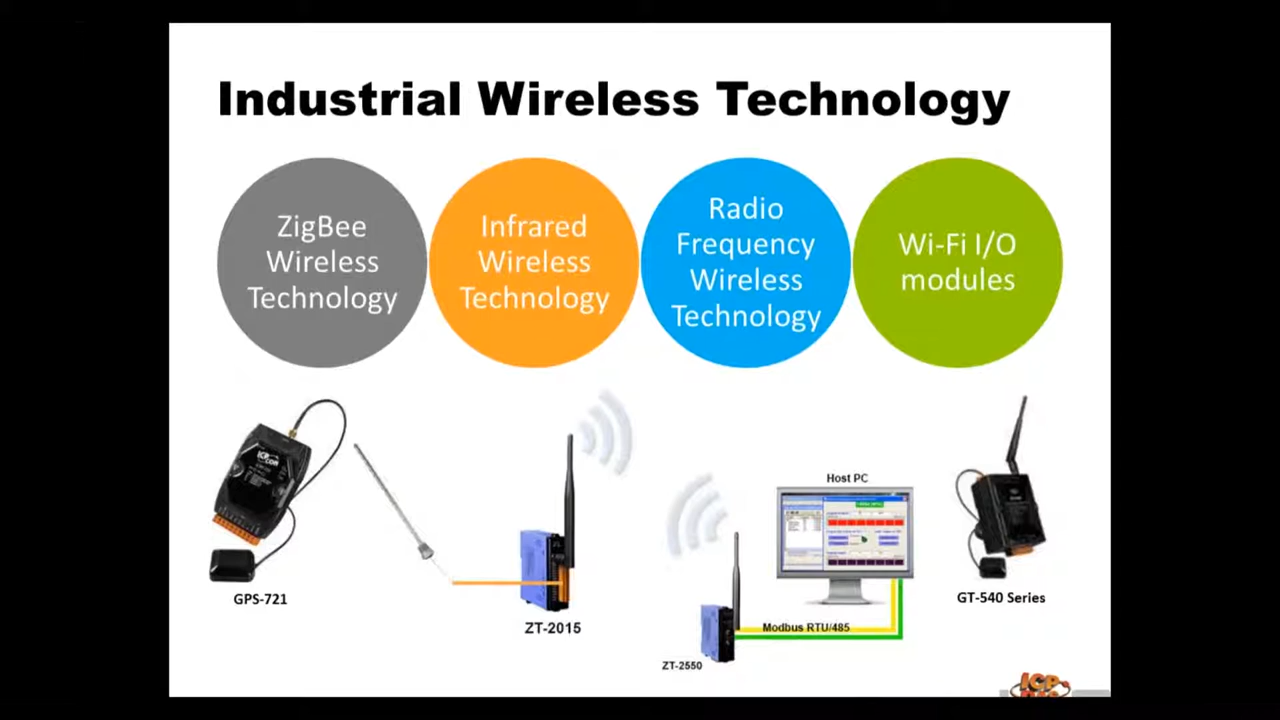 Industrial Wireless Technology
ZigBee
Wireless
Technology
Infrared
Wireless
Technology
Radio
Frequency
Wireless
Technology
Wi-Fi I/O
modules
Host PC
GPS-721
ZT-2015
Modbus RTU/485
ZT-2550
GT-540 Series
ICP